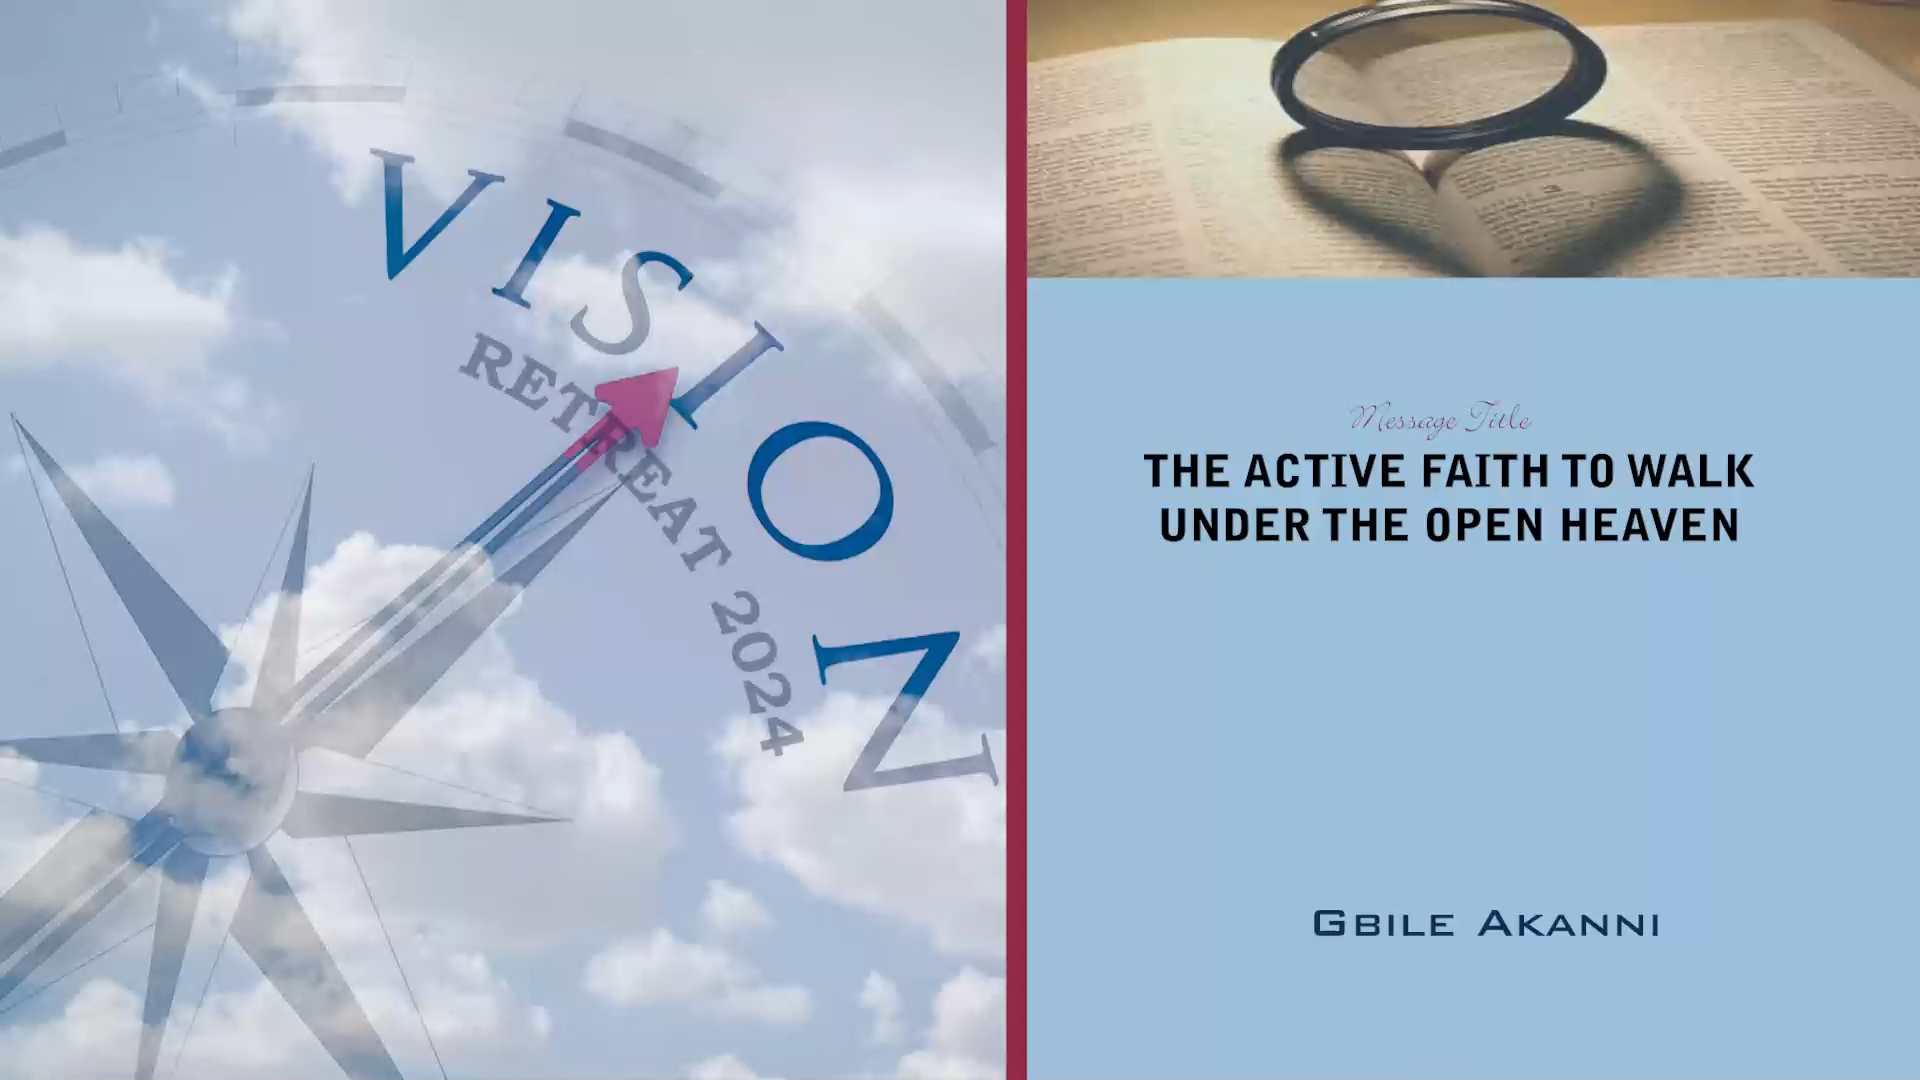 VISION
RETREAT 2024
Message Title
THE ACTIVE FAITH TO WALK
UNDER THE OPEN HEAVEN
GBILE AKANNI